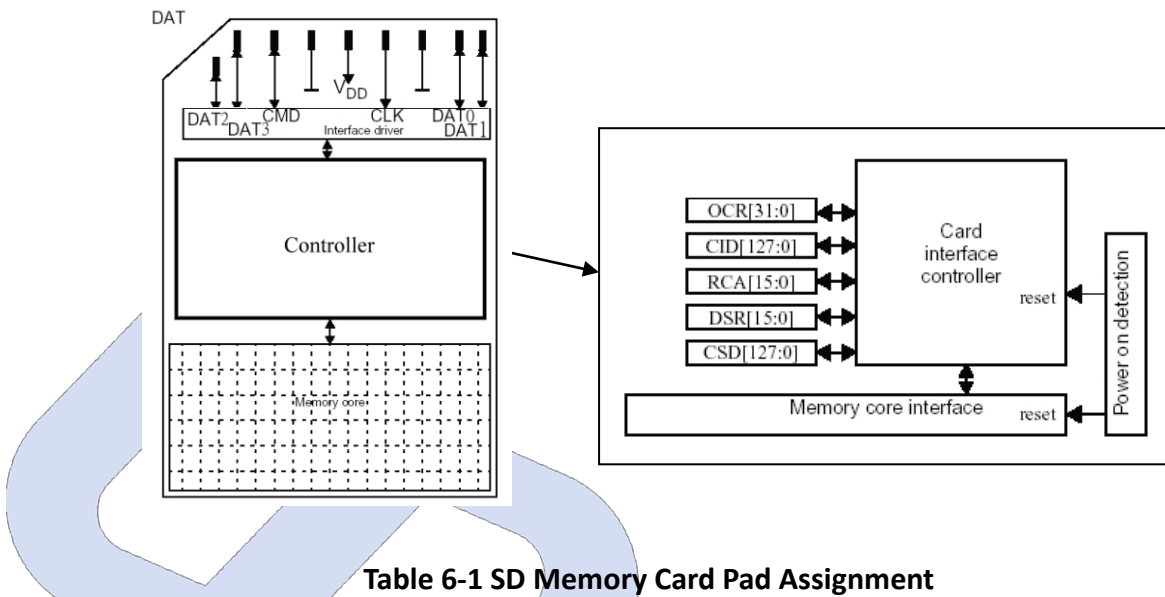 DAT
VDD
DAT2
DAT3
CMD
CLK
DAT0
DAT1
Interface driver
Controller
Memory core
OCR[31:0]
CID[127:0]
RCA[15:0]
DSR[15:0]
CSD[127:0]
Card
interface
controller
reset
Memory core interface
reset
Power on detection
Table 6-1 SD Memory Card Pad Assignment